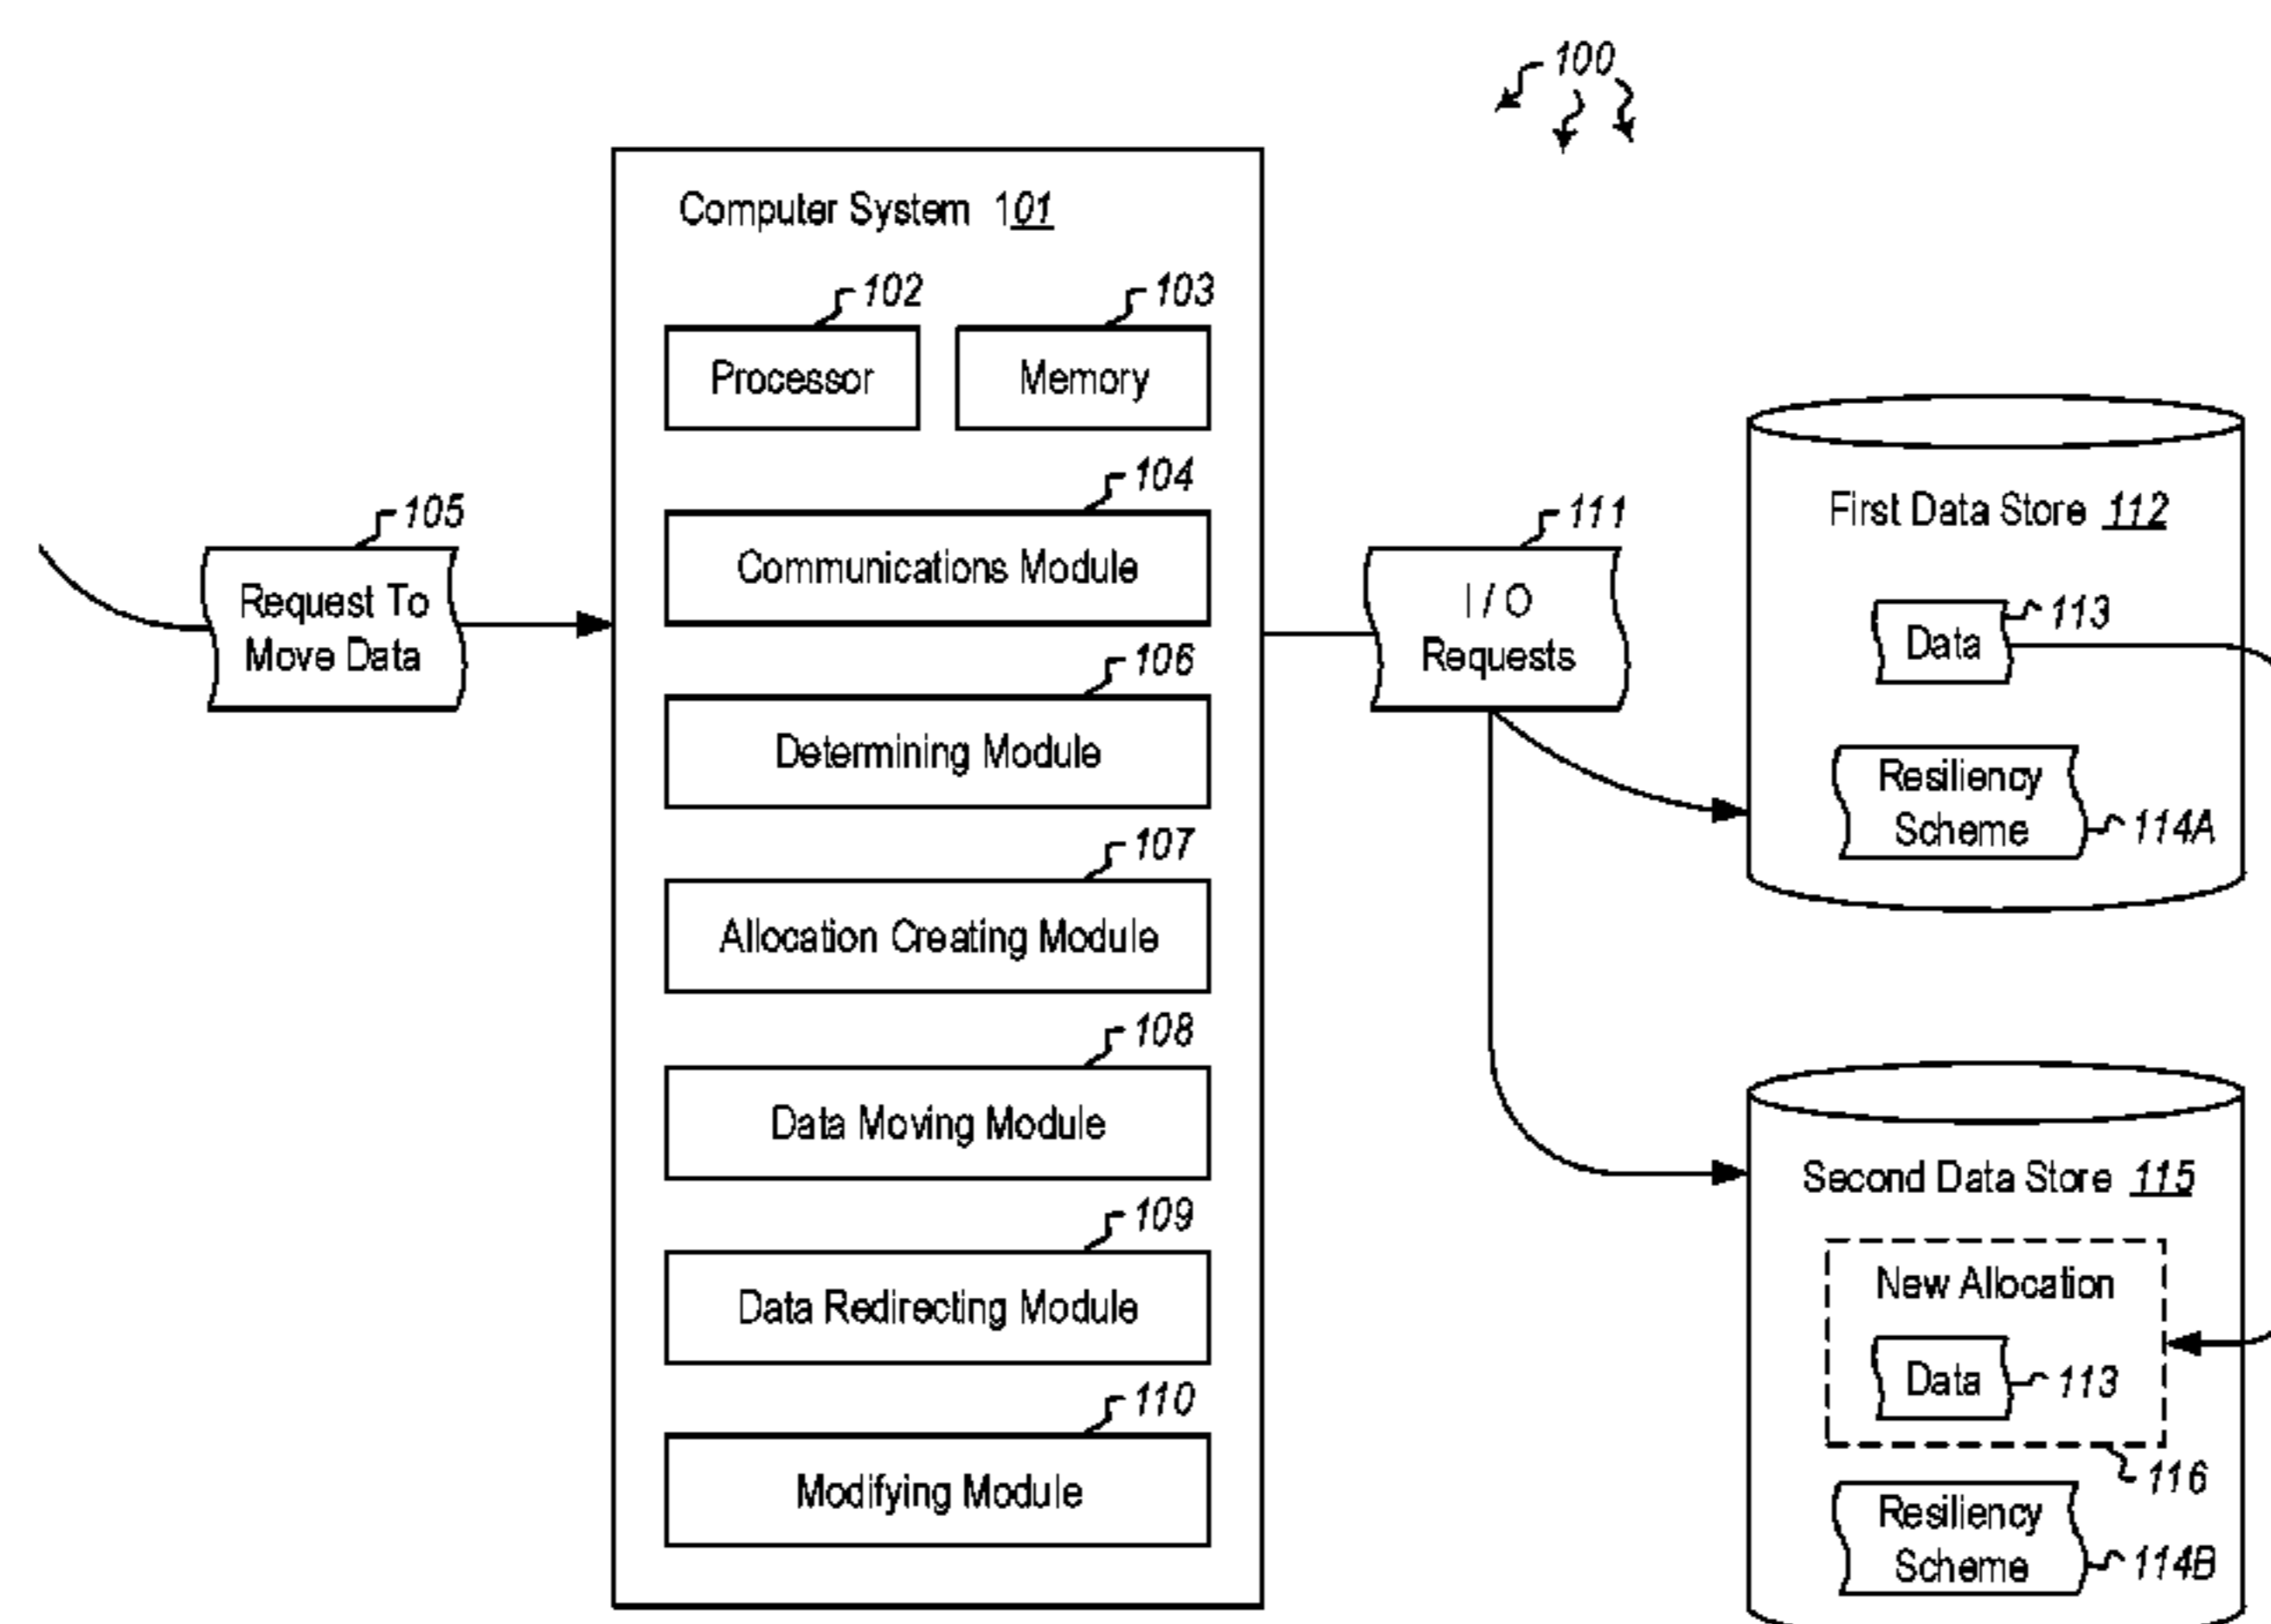 100
Computer System 101
102
103
Processor
Memory
104
Communications Module
105
Request To
Move Data
106
Determining Module
107
Allocation Creating Module
108
Data Moving Module
109
Data Redirecting Module
110
Modifying Module
111
I / O
Requests
First Data Store 112
Data
113
Resiliency
Scheme
114A
Second Data Store 115
New Allocation
Data
113
116
Resiliency
Scheme
114B